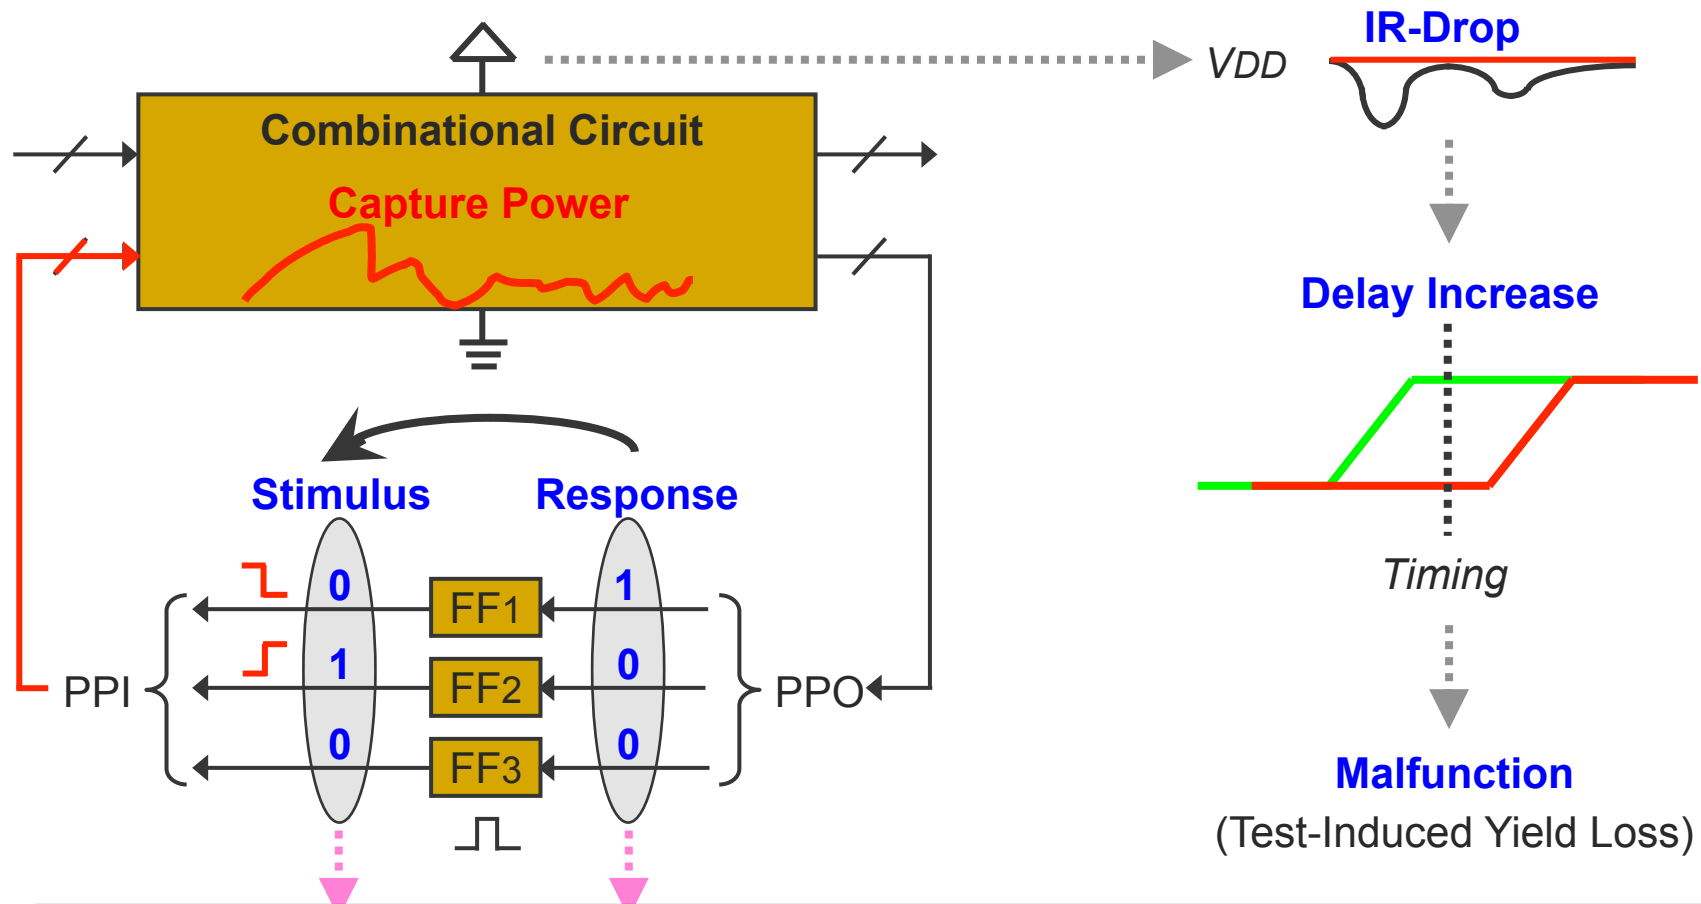 IR-Drop
VDD
Combinational Circuit
Capture Power
Delay Increase
Stimulus Response
0 FF1 1
1 FF2 0
0 FF3 0
PPI
PPO
Timing
Malfunction
(Test-Induced Yield Loss)